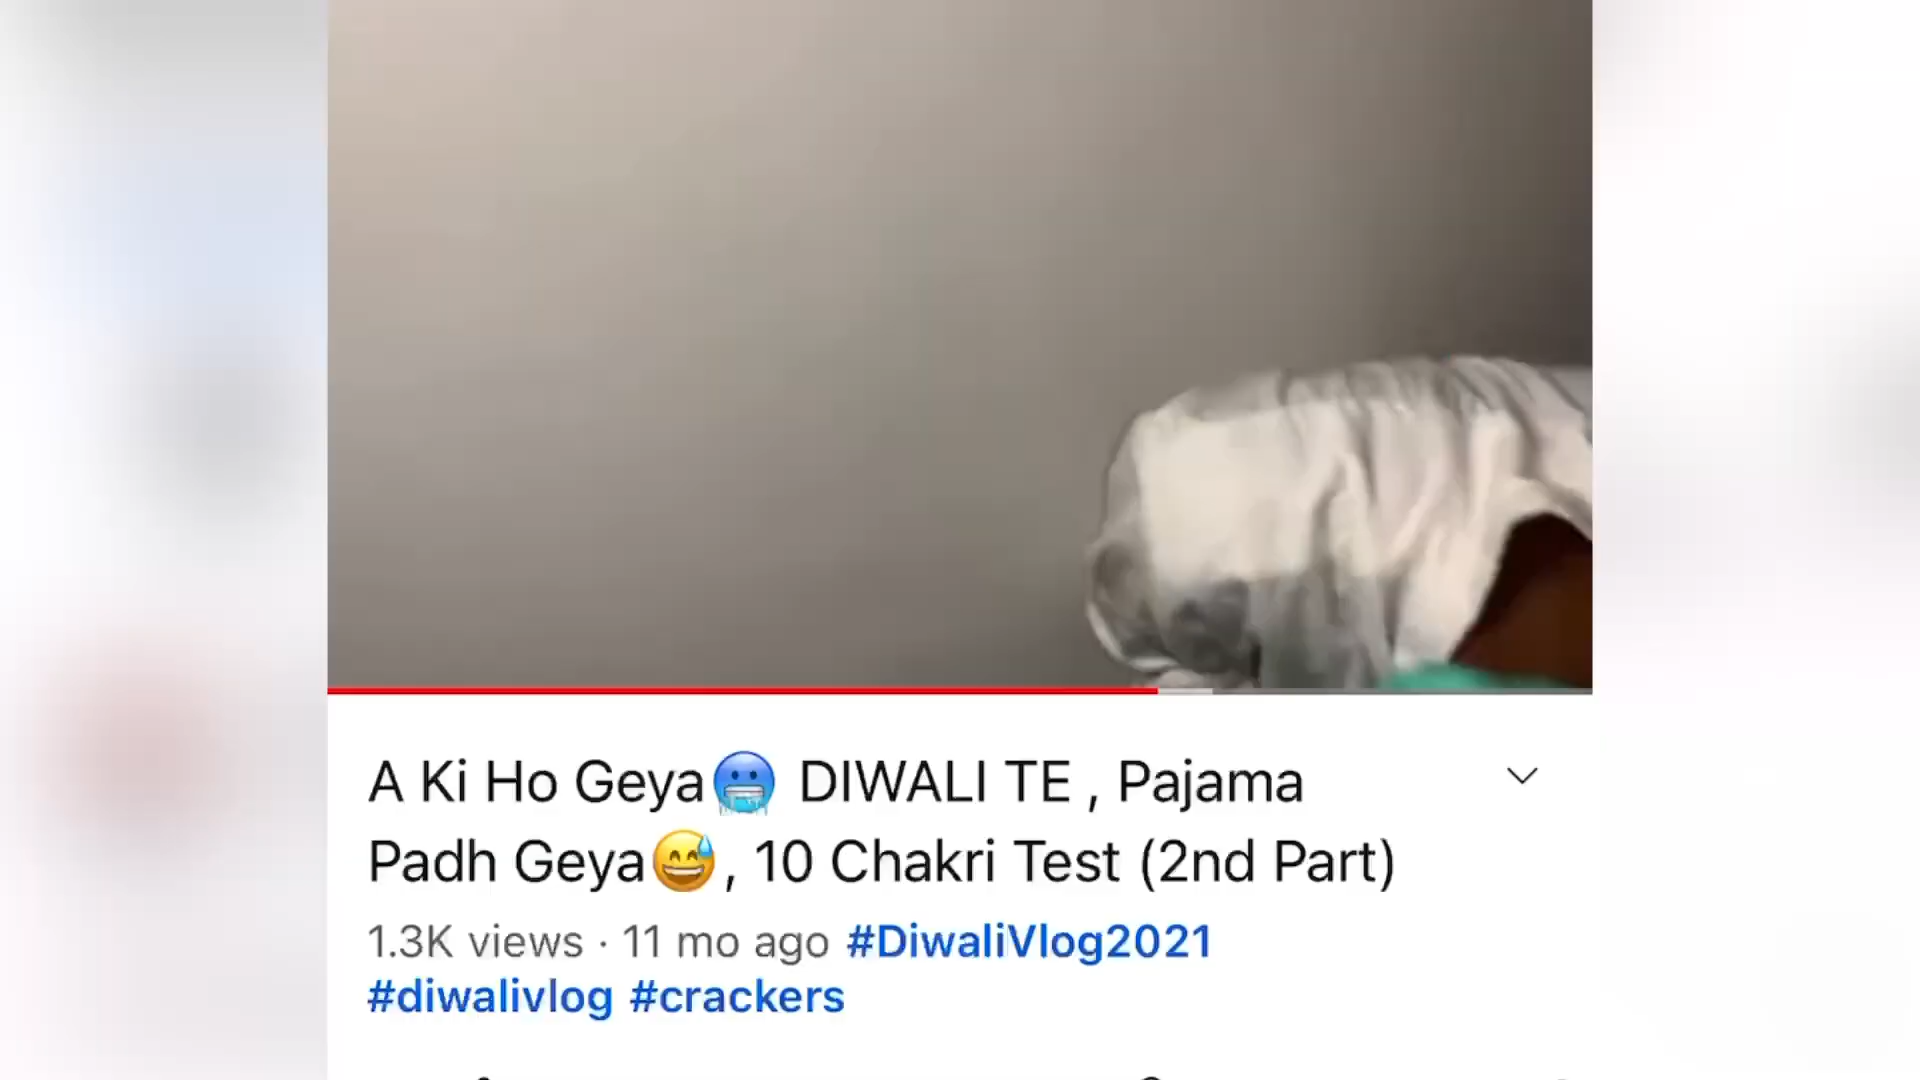 A Ki Ho Geya🥶 DIWALI TE , Pajama
Padh Geya😅, 10 Chakri Test (2nd Part)
1.3K views · 11 mo ago #DiwaliVlog2021
#diwalivlog #crackers